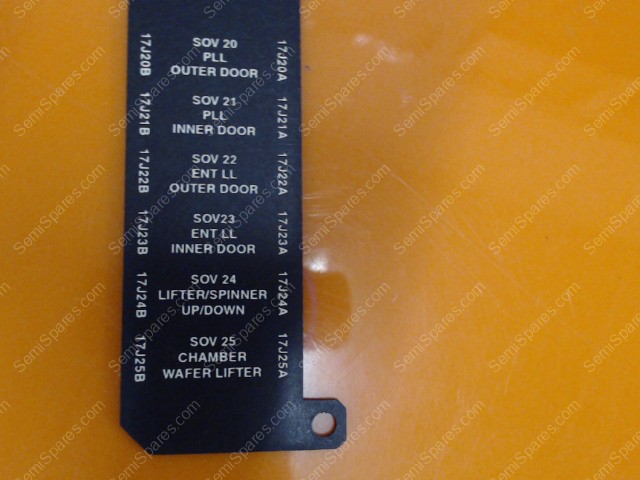 17J20B SOV 20 17J20A
PLL
OUTER DOOR
17J21B SOV 21 17J21A
PLL
INNER DOOR
17J22B SOV 22 17J22A
ENT LL
OUTER DOOR
17J23B SOV23 17J23A
ENT LL
INNER DOOR
17J24B SOV 24 17J24A
LIFTER/SPINNER
UP/DOWN
17J25B SOV 25 17J25A
CHAMBER
WAFER LIFTER
SemiSpares.com